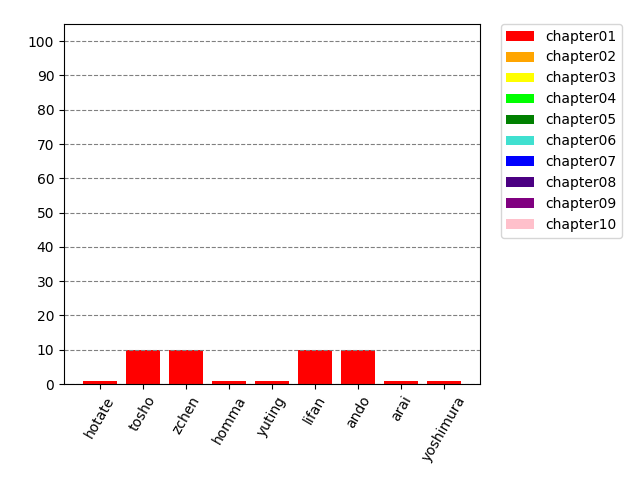 100
90
80
70
60
50
40
30
20
10
0
hotate
tosho
zchen
homma
yuting
lifan
ando
arai
yoshimura
chapter01
chapter02
chapter03
chapter04
chapter05
chapter06
chapter07
chapter08
chapter09
chapter10